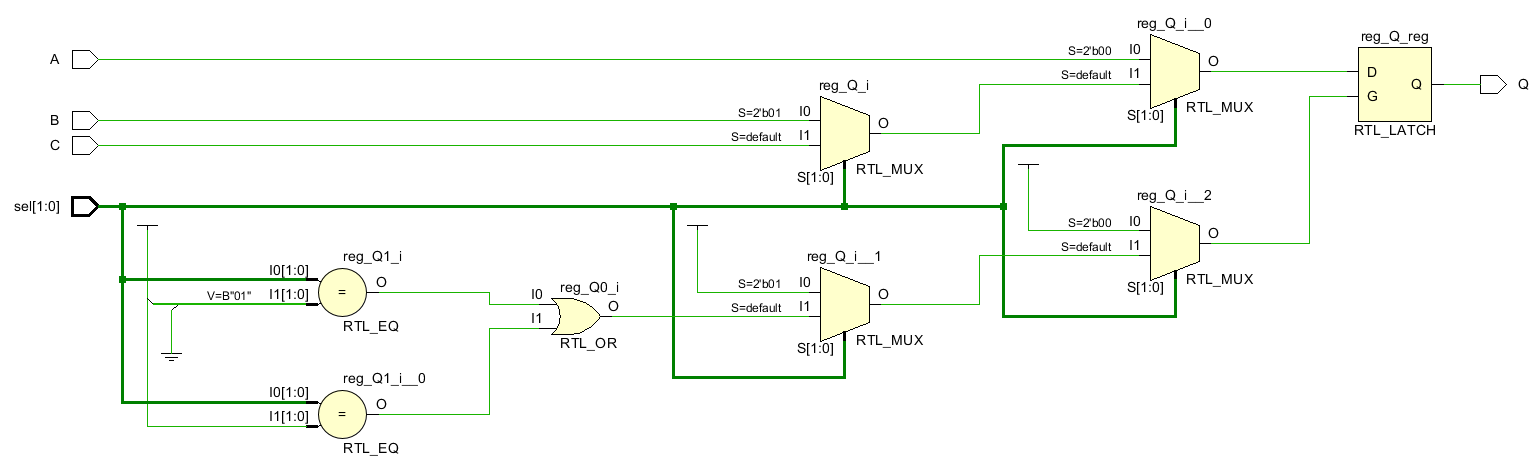 reg_Q_i__0
A
S=2'b00
I0
O
reg_Q_reg
S=default
I1
D
Q
Q
G
reg_Q_i
B
S=2'b01
I0
O
S[1:0]
RTL_MUX
RTL_LATCH
C
S=default
I1
S[1:0]
RTL_MUX
sel[1:0]
reg_Q_i__2
S=2'b00
I0
O
S=default
I1
S[1:0]
RTL_MUX
reg_Q1_i
I0[1:0]
O
V=B"01"
I1[1:0]
=
RTL_EQ
reg_Q0_i
I0
O
I1
RTL_OR
reg_Q_i__1
S=2'b01
I0
O
S=default
I1
S[1:0]
RTL_MUX
reg_Q1_i__0
I0[1:0]
O
I1[1:0]
=
RTL_EQ